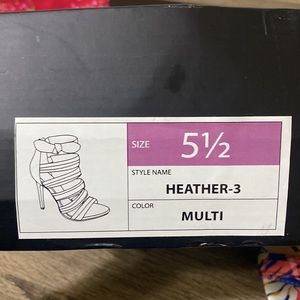 SIZE 5½
STYLE NAME
HEATHER-3
COLOR
MULTI